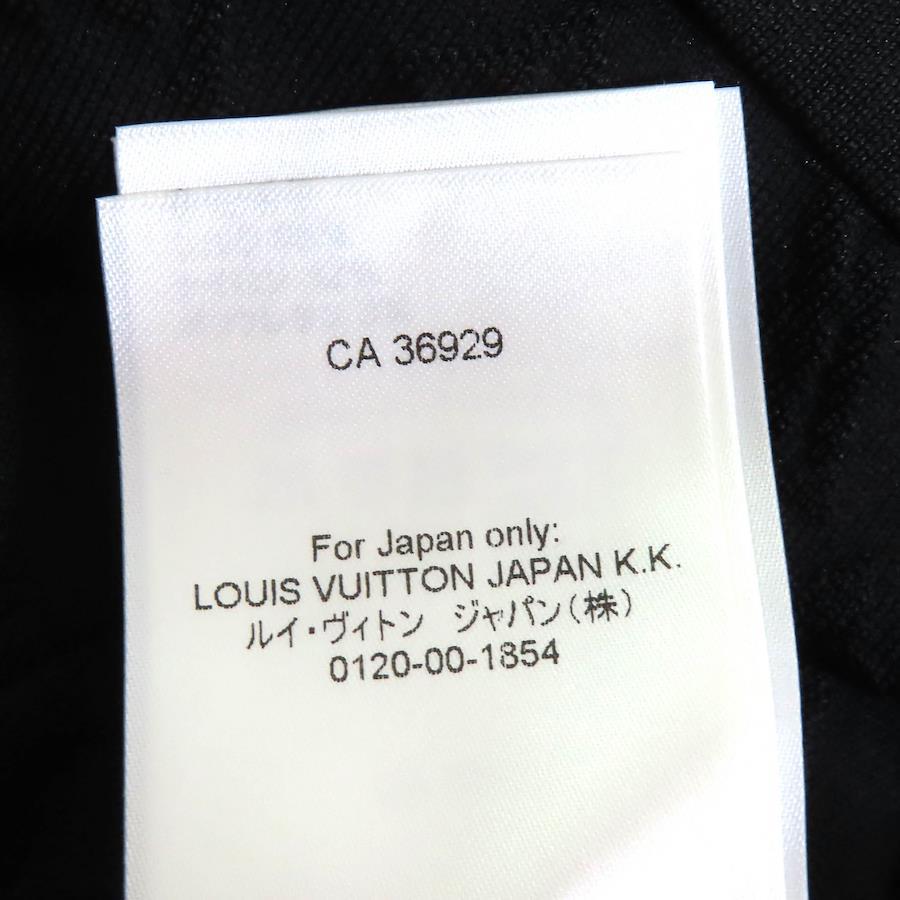 CA 36929
For Japan only:
LOUIS VUITTON JAPAN K.K.
ルイ・ヴィトン ジャパン(株)
0120-00-1854